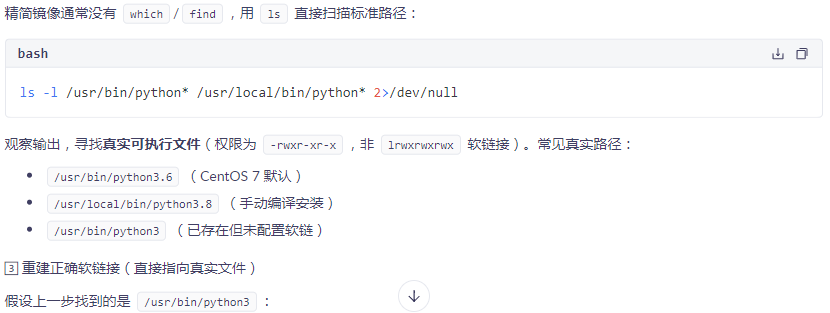 精简镜像通常没有 which / find ，用 ls 直接扫描标准路径：
bash
ls -l /usr/bin/python* /usr/local/bin/python* 2>/dev/null
观察输出，寻找真实可执行文件（权限为 -rwxr-xr-x ，非 lrwxrwxrwx 软链接）。常见真实路径：
• /usr/bin/python3.6 （CentOS 7 默认）
• /usr/local/bin/python3.8 （手动编译安装）
• /usr/bin/python3 （已存在但未配置软链）
3 重建正确软链接（直接指向真实文件）
假设上一步找到的是 /usr/bin/python3 ：